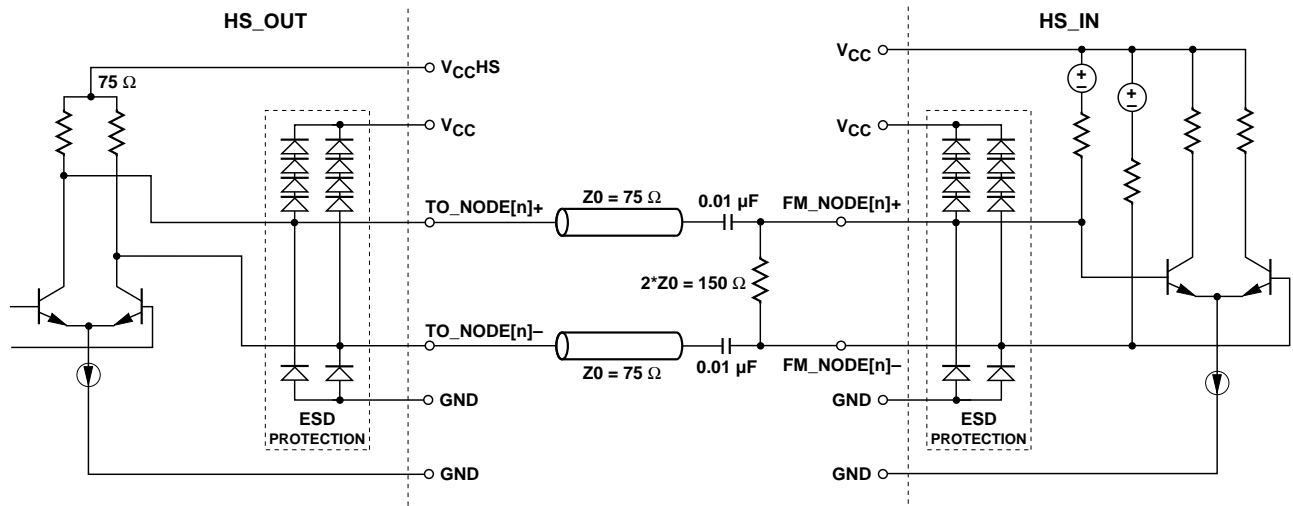 HS_OUT
HS_IN
75 Ω
VCCHS
VCC
VCC
+
−
+
−
VCC
TO_NODE[n]+
Z0 = 75 Ω
0.01 µF
FM_NODE[n]+
2*Z0 = 150 Ω
TO_NODE[n]−
Z0 = 75 Ω
0.01 µF
FM_NODE[n]−
GND
GND
ESD
PROTECTION
ESD
PROTECTION
GND
GND